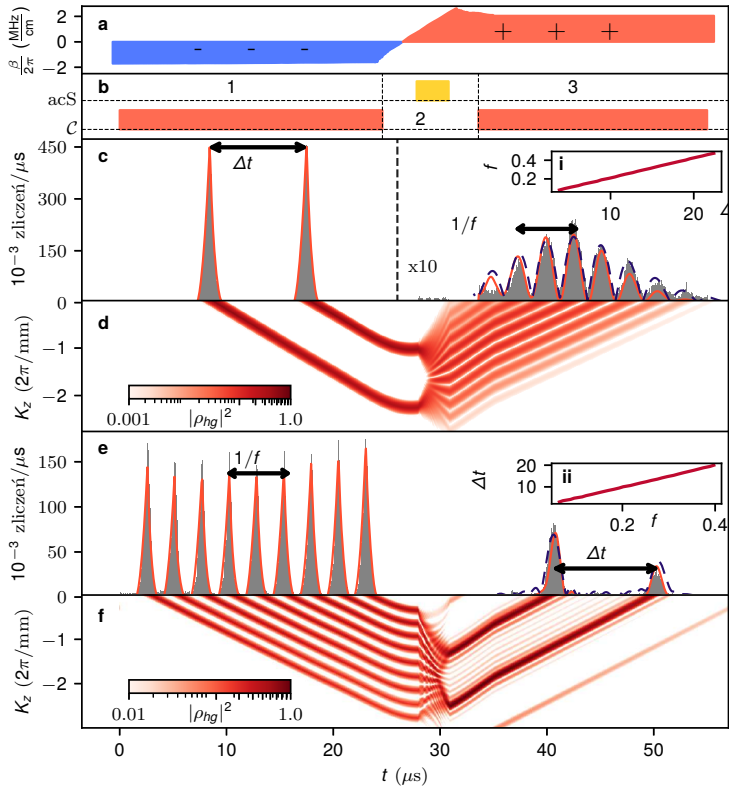 a
β/2π (MHz/cm)
2
0
−2
- - -
+ + +
b
acS
C
1
2
3
c
10⁻³ zliczeń/μs
450
300
150
0
Δt
1/f
x10
i
f
0.4
0.2
10
20
4
d
K_z (2π/mm)
−1
−2
0.001 |ρ_hg|² 1.0
e
10⁻³ zliczeń/μs
150
100
50
0
1/f
Δt
ii
Δt
20
10
0.2 f 0.4
f
K_z (2π/mm)
−1
−2
0.01 |ρ_hg|² 1.0
0 10 20 30 40 50
t (μs)